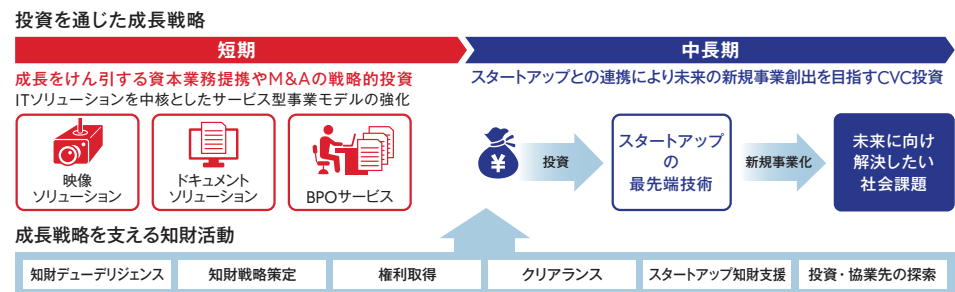 投資を通じた成長戦略
短期
中長期
成長をけん引する資本業務提携やM&Aの戦略的投資
ITソリューションを中核としたサービス型事業モデルの強化
スタートアップとの連携により未来の新規事業創出を目指すCVC投資
映像
ソリューション
ドキュメント
ソリューション
BPOサービス
¥
投資
スタートアップ
の
最先端技術
新規事業化
未来に向け
解決したい
社会課題
成長戦略を支える知財活動
知財デューデリジェンス
知財戦略策定
権利取得
クリアランス
スタートアップ知財支援
投資・協業先の探索